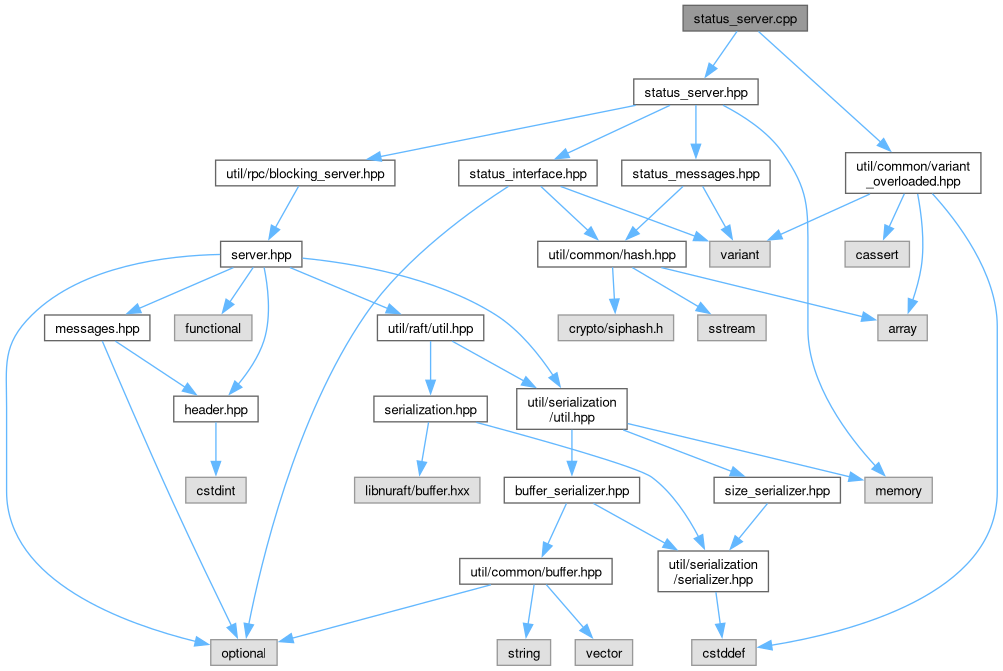 status_server.cpp
status_server.hpp
util/rpc/blocking_server.hpp
status_interface.hpp
status_messages.hpp
util/common/variant
_overloaded.hpp
server.hpp
util/common/hash.hpp
variant
cassert
messages.hpp
functional
util/raft/util.hpp
crypto/siphash.h
sstream
array
header.hpp
serialization.hpp
util/serialization
/util.hpp
cstdint
libnuraft/buffer.hxx
buffer_serializer.hpp
size_serializer.hpp
memory
util/common/buffer.hpp
util/serialization
/serializer.hpp
optional
string
vector
cstddef